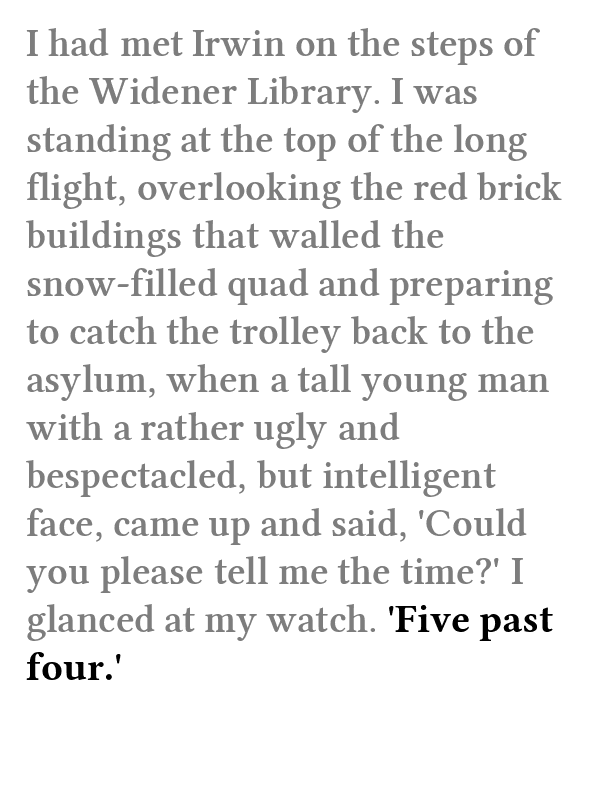 I had met Irwin on the steps of
the Widener Library. I was
standing at the top of the long
flight, overlooking the red brick
buildings that walled the
snow-filled quad and preparing
to catch the trolley back to the
asylum, when a tall young man
with a rather ugly and
bespectacled, but intelligent
face, came up and said, 'Could
you please tell me the time?' I
glanced at my watch. 'Five past
four.'